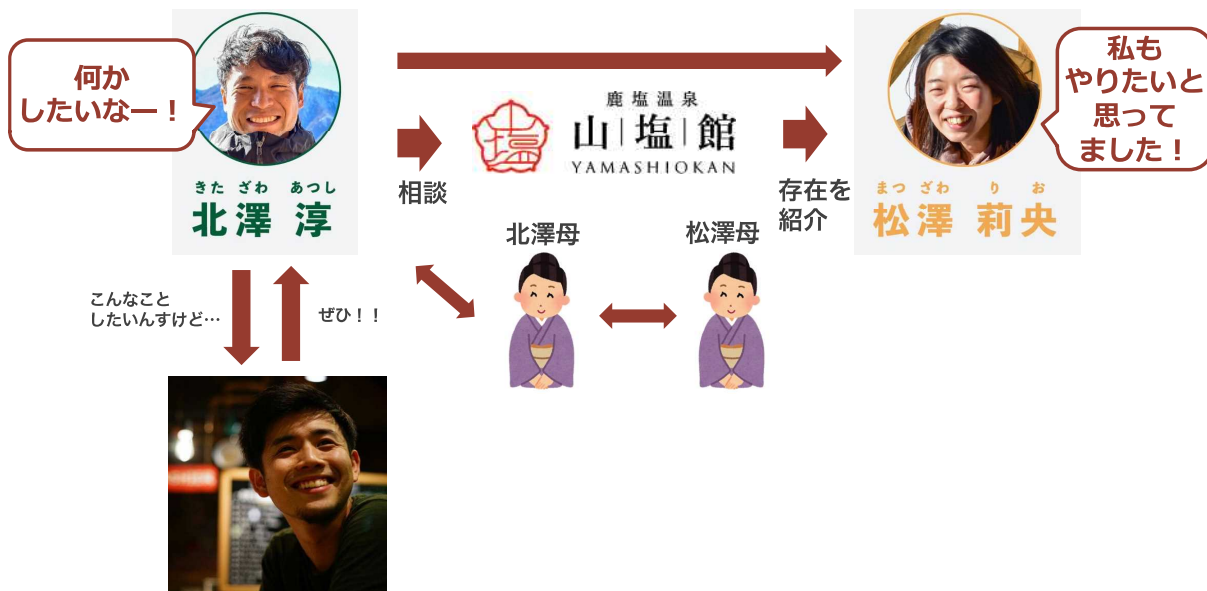 何か
したいなー！
きた ざわ あつし
北澤 淳
相談
塩
鹿塩温泉
山|塩|館
YAMASHIOKAN
存在を
紹介
まつ ざわ り お
松澤 莉央
私も
やりたいと
思って
ました！
北澤母
松澤母
こんなこと
したいんすけど…
ぜひ！！